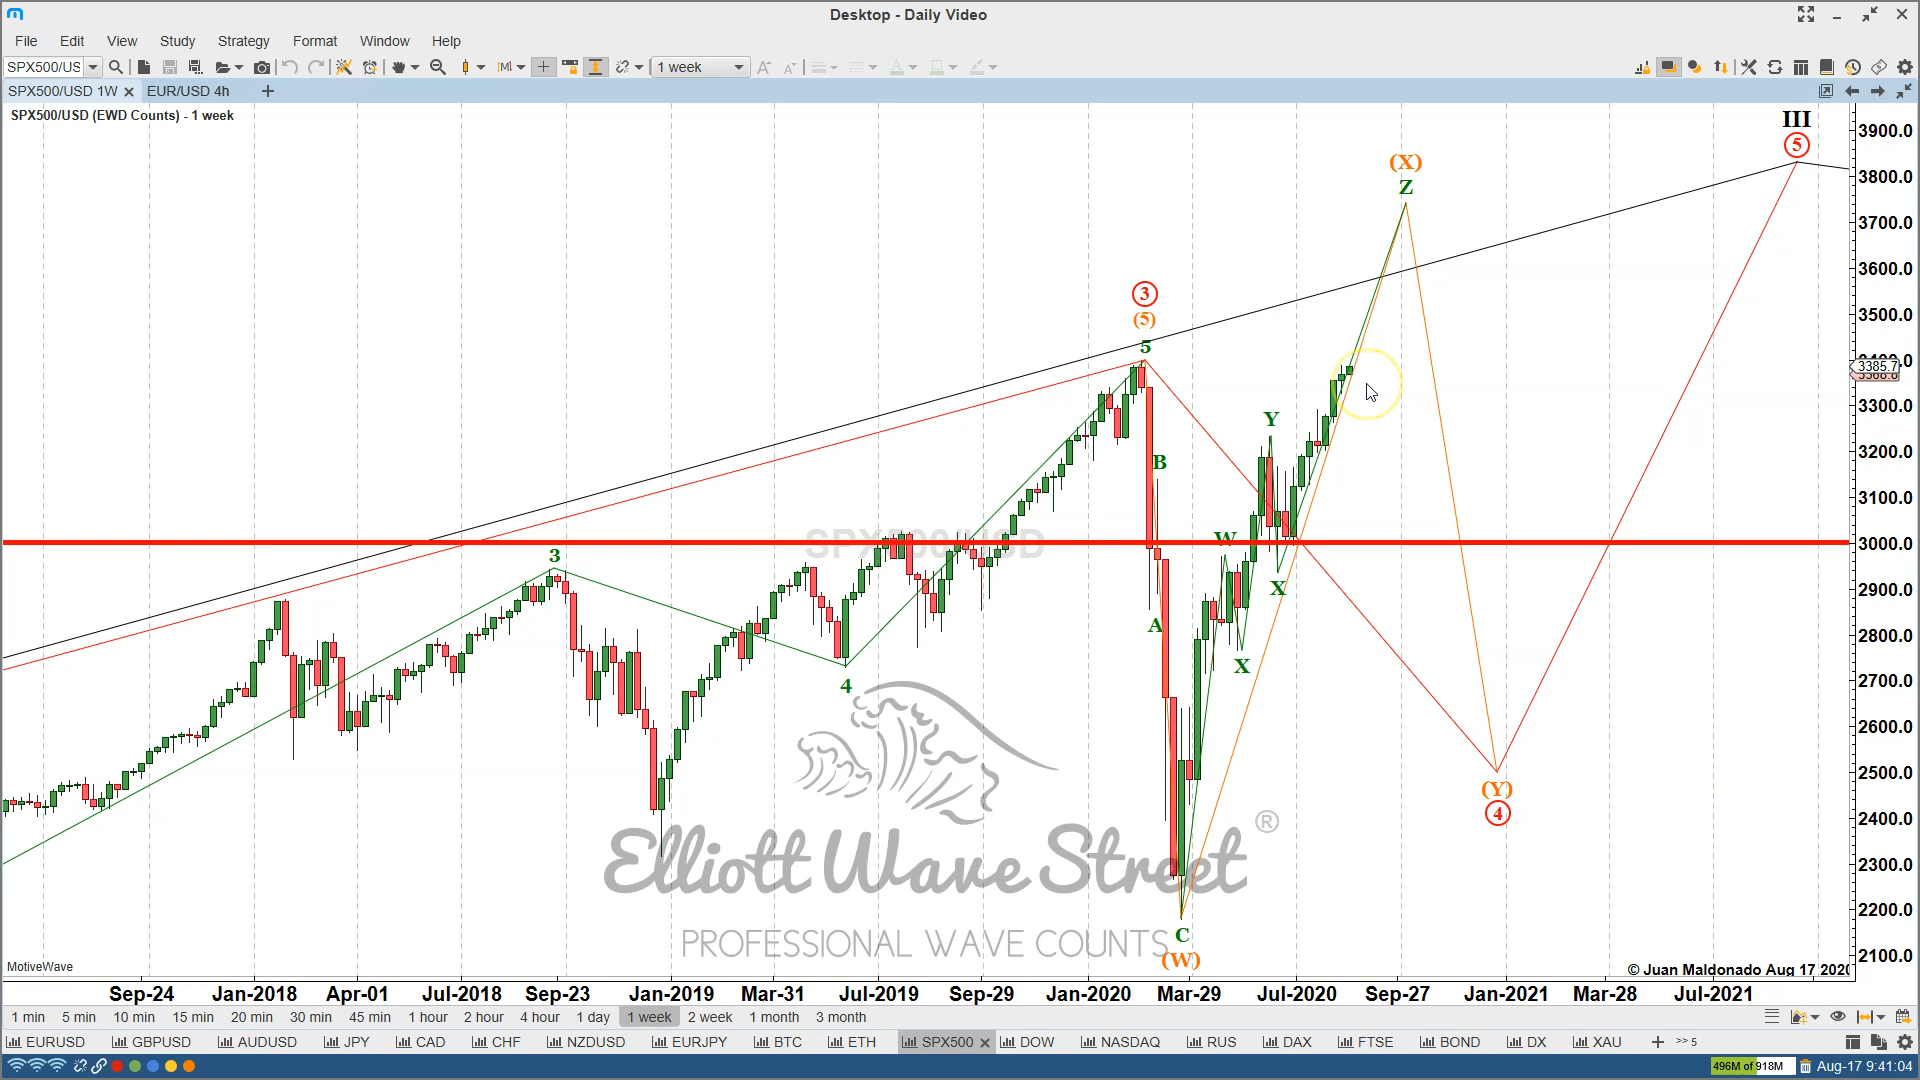 Desktop - Daily Video
File Edit View Study Strategy Format Window Help
SPX500/US 1 week
SPX500/USD 1W EUR/USD 4h
SPX500/USD (EWD Counts) - 1 week
III
5
(X)
Z
3
(5)
5
B
A
Y
W
X
X
3
4
C
(W)
(Y)
4
SPX500/USD
3900.0
3800.0
3700.0
3600.0
3500.0
3385.7
3300.0
3200.0
3100.0
3000.0
2900.0
2800.0
2700.0
2600.0
2500.0
2400.0
2300.0
2200.0
2100.0
Elliott Wave Street ®
PROFESSIONAL WAVE COUNTS
MotiveWave
© Juan Maldonado Aug 17 2020
Sep-24 Jan-2018 Apr-01 Jul-2018 Sep-23 Jan-2019 Mar-31 Jul-2019 Sep-29 Jan-2020 Mar-29 Jul-2020 Sep-27 Jan-2021 Mar-28 Jul-2021
1 min 5 min 10 min 15 min 20 min 30 min 45 min 1 hour 2 hour 4 hour 1 day 1 week 2 week 1 month 3 month
EURUSD GBPUSD AUDUSD JPY CAD CHF NZDUSD EURJPY BTC ETH SPX500 DOW NASDAQ RUS DAX FTSE BOND DX XAU >> 5
496M of 918M Aug-17 9:41:04